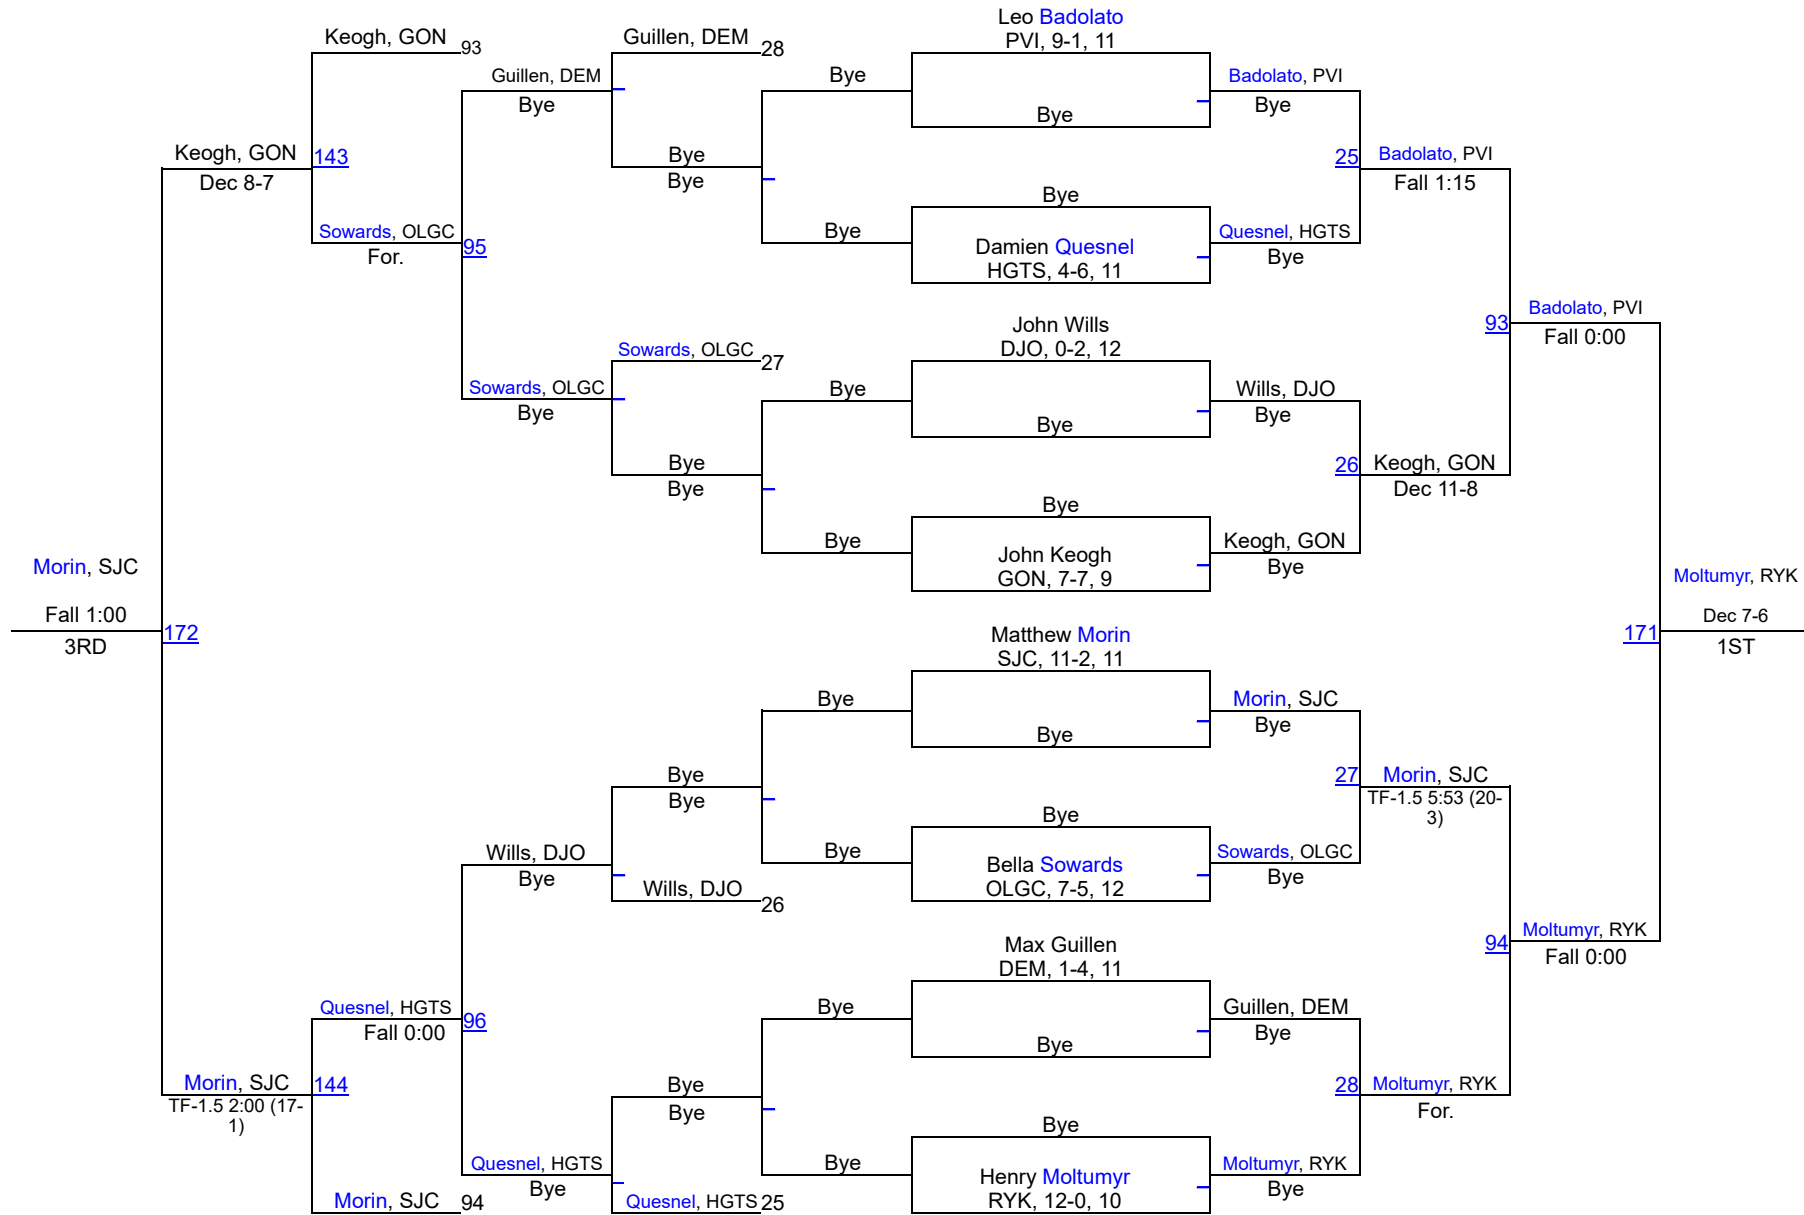 Keogh, GON
93
Keogh, GON
Dec 8-7
143
Sowards, OLGC
For.
Guillen, DEM
Bye
95
Sowards, OLGC
Bye
Guillen, DEM
28
Bye
Bye
Sowards, OLGC
27
Bye
Bye
Morin, SJC
Fall 1:00
3RD
172
Morin, SJC
TF-1.5 2:00 (17-
1)
144
Quesnel, HGTS
Fall 0:00
Morin, SJC
94
Wills, DJO
Bye
96
Quesnel, HGTS
Bye
Bye
Bye
Wills, DJO
26
Bye
Bye
Quesnel, HGTS
25
Bye
Bye
Bye
Bye
Bye
Bye
Bye
Bye
Leo Badolato
PVI, 9-1, 11
Bye
Bye
Damien Quesnel
HGTS, 4-6, 11
John Wills
DJO, 0-2, 12
Bye
Bye
John Keogh
GON, 7-7, 9
Matthew Morin
SJC, 11-2, 11
Bye
Bye
Bella Sowards
OLGC, 7-5, 12
Max Guillen
DEM, 1-4, 11
Bye
Bye
Henry Moltumyr
RYK, 12-0, 10
Badolato, PVI
Bye
25
Quesnel, HGTS
Bye
Wills, DJO
Bye
26
Keogh, GON
Bye
Morin, SJC
Bye
27
Sowards, OLGC
Bye
Guillen, DEM
Bye
28
Moltumyr, RYK
Bye
Badolato, PVI
Fall 1:15
93
Keogh, GON
Dec 11-8
Morin, SJC
TF-1.5 5:53 (20-
3)
94
Moltumyr, RYK
For.
Badolato, PVI
Fall 0:00
171
Moltumyr, RYK
Fall 0:00
Moltumyr, RYK
Dec 7-6
1ST